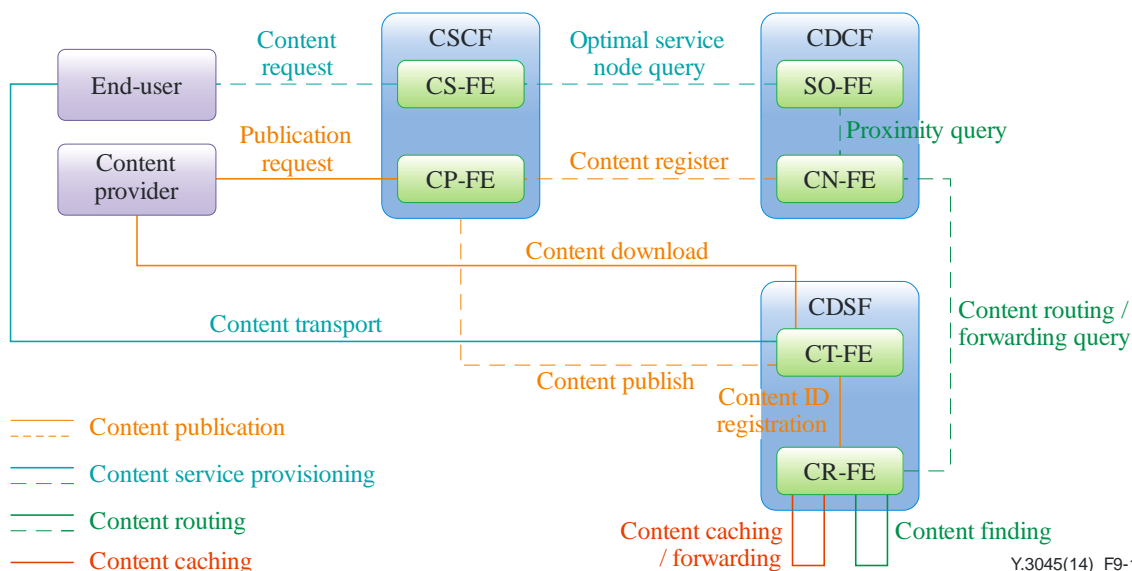 CSCF
CDCF
Content
request
Optimal service
node query
End-user
CS-FE
SO-FE
Publication
request
Proximity query
Content
provider
CP-FE
Content register
CN-FE
Content download
CDSF
Content transport
Content routing /
forwarding query
CT-FE
Content publish
Content ID
registration
CR-FE
Content publication
Content service provisioning
Content routing
Content caching
Content caching
/ forwarding
Content finding